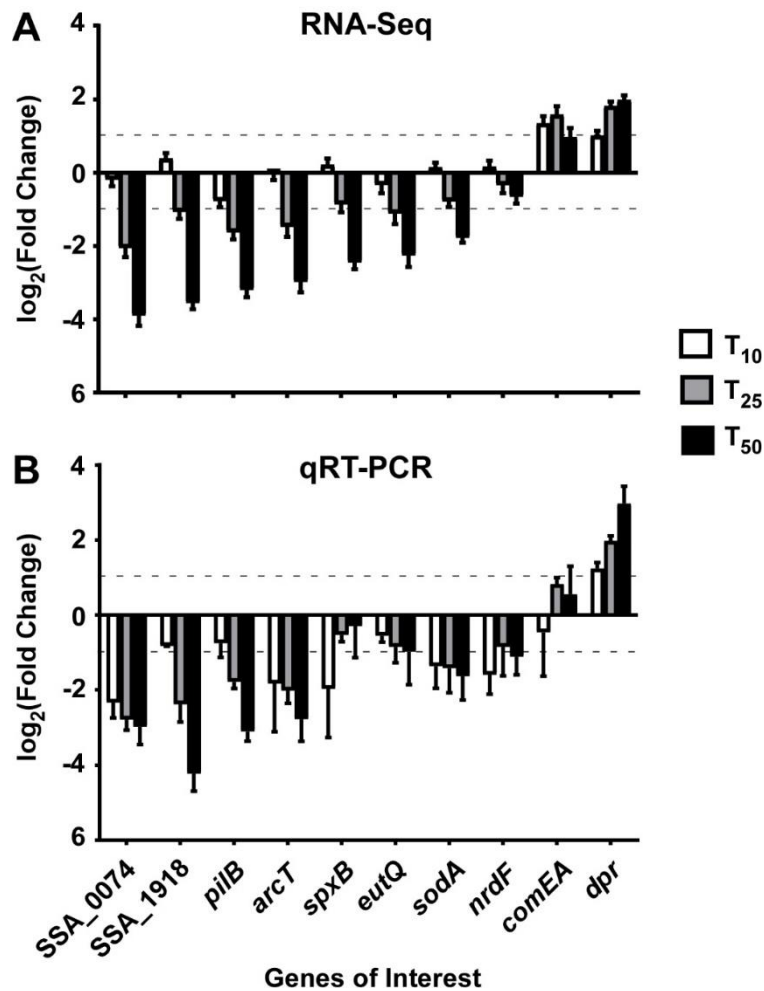 A
RNA-Seq
log₂(Fold Change)
4
2
0
-2
-4
6
T₁₀
T₂₅
T₅₀
B
qRT-PCR
log₂(Fold Change)
4
2
0
-2
-4
6
SSA_0074
SSA_1918
pilB
arcT
spxB
eutQ
sodA
nrdF
comEA
dpr
Genes of Interest